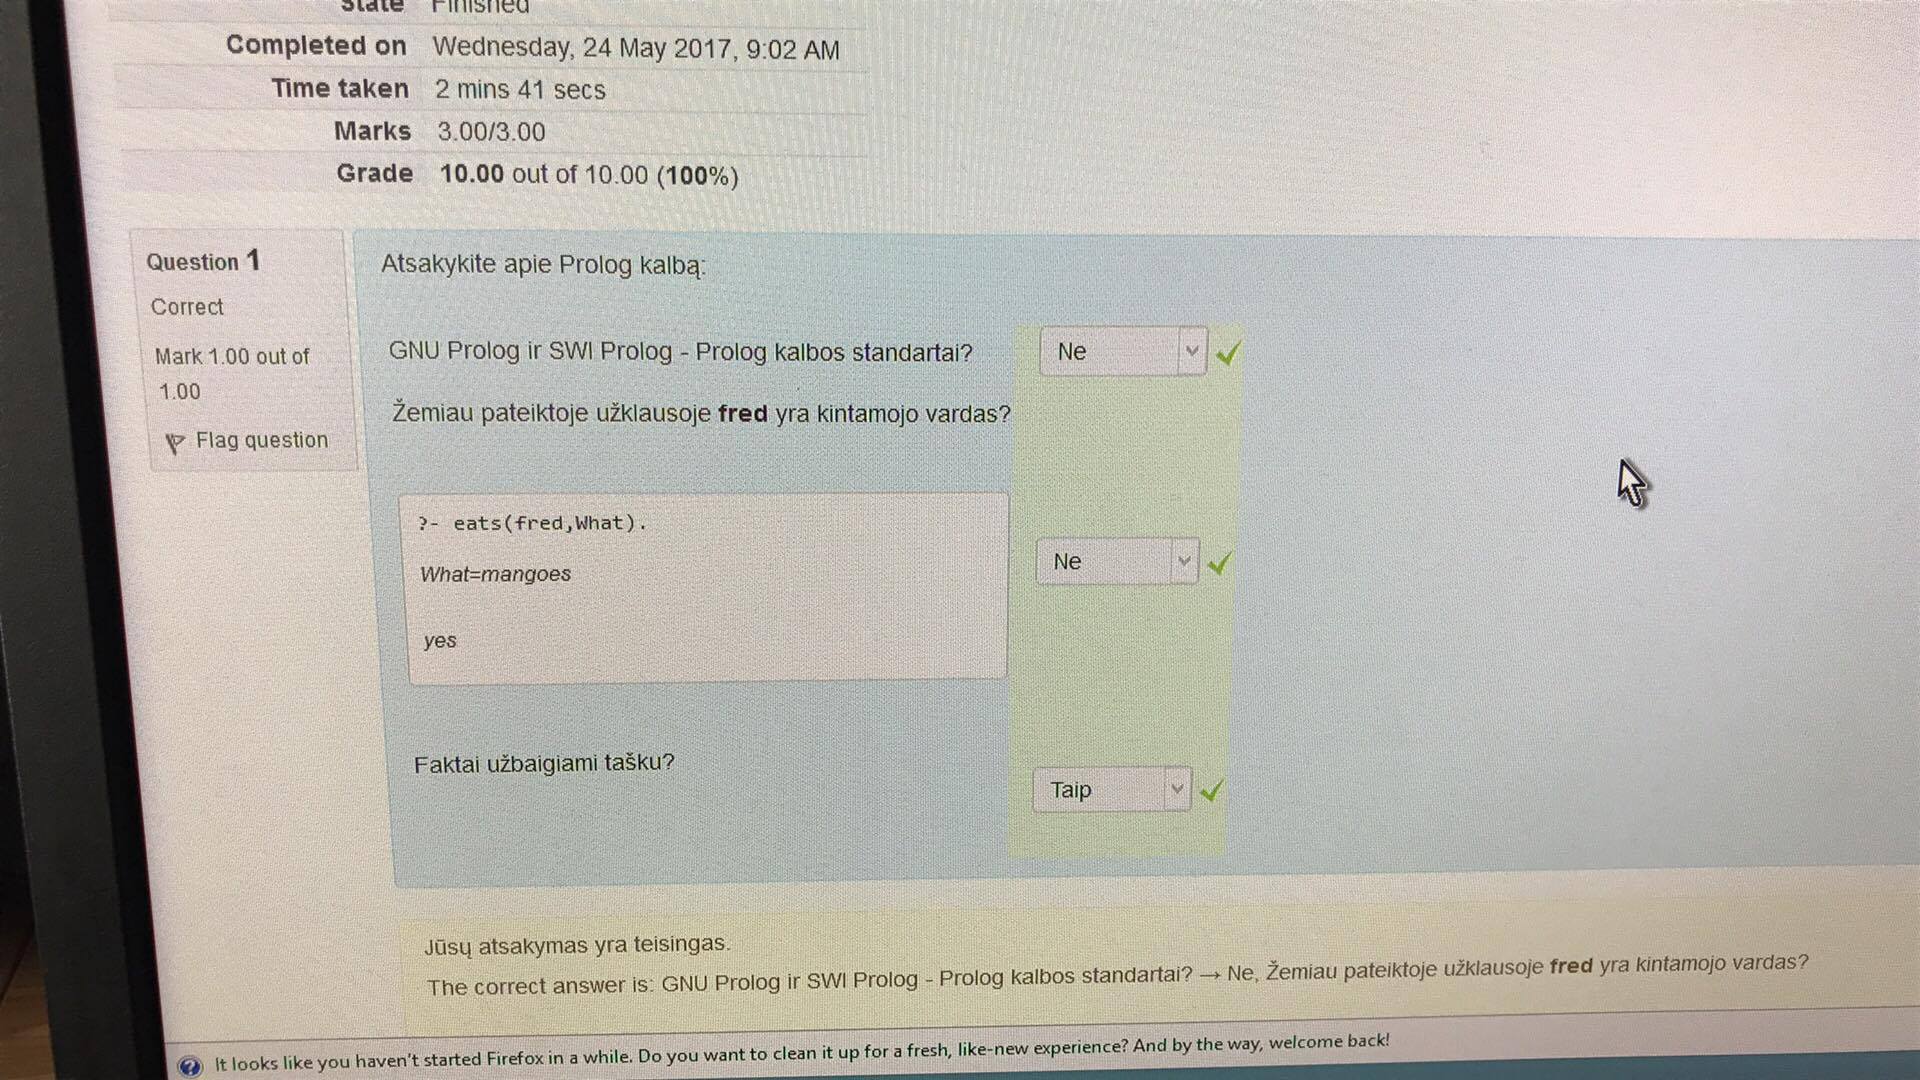 State Finished
Completed on Wednesday, 24 May 2017, 9:02 AM
Time taken 2 mins 41 secs
Marks 3.00/3.00
Grade 10.00 out of 10.00 (100%)
Question 1
Correct
Mark 1.00 out of
1.00
Flag question
Atsakykite apie Prolog kalbą:
GNU Prolog ir SWI Prolog - Prolog kalbos standartai? Ne
Žemiau pateiktoje užklausoje fred yra kintamojo vardas?
?- eats(fred,What).
What=mangoes
yes
Ne
Faktai užbaigiami tašku? Taip
Jūsų atsakymas yra teisingas.
The correct answer is: GNU Prolog ir SWI Prolog - Prolog kalbos standartai? → Ne, Žemiau pateiktoje užklausoje fred yra kintamojo vardas?
It looks like you haven't started Firefox in a while. Do you want to clean it up for a fresh, like-new experience? And by the way, welcome back!